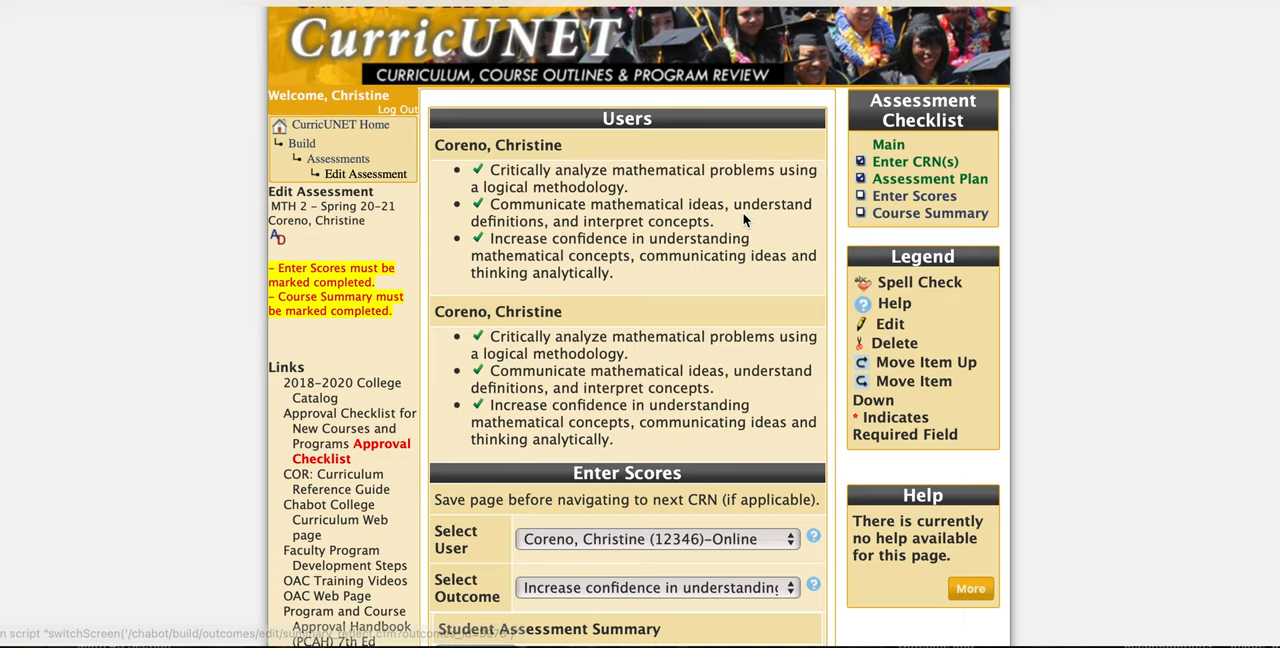 CurricUNET
CURRICULUM, COURSE OUTLINES & PROGRAM REVIEW
Welcome, Christine
Log Out
CurricUNET Home
Build
Assessments
Edit Assessment
Edit Assessment
MTH 2 - Spring 20-21
Coreno, Christine
- Enter Scores must be
marked completed.
- Course Summary must
be marked completed.
Links
2018-2020 College
Catalog
Approval Checklist for
New Courses and
Programs Approval
Checklist
COR: Curriculum
Reference Guide
Chabot College
Curriculum Web
page
Faculty Program
Development Steps
OAC Training Videos
OAC Web Page
Program and Course
Approval Handbook
(PCAH) 7th Ed
Users
Coreno, Christine
Critically analyze mathematical problems using
a logical methodology.
Communicate mathematical ideas, understand
definitions, and interpret concepts.
Increase confidence in understanding
mathematical concepts, communicating ideas and
thinking analytically.
Coreno, Christine
Critically analyze mathematical problems using
a logical methodology.
Communicate mathematical ideas, understand
definitions, and interpret concepts.
Increase confidence in understanding
mathematical concepts, communicating ideas and
thinking analytically.
Enter Scores
Save page before navigating to next CRN (if applicable).
Select
User
Coreno, Christine (12346)-Online
Select
Outcome
Increase confidence in understanding
Student Assessment Summary
Assessment
Checklist
Main
Enter CRN(s)
Assessment Plan
Enter Scores
Course Summary
Legend
Spell Check
Help
Edit
Delete
Move Item Up
Move Item
Down
* Indicates
Required Field
Help
There is currently
no help available
for this page.
More